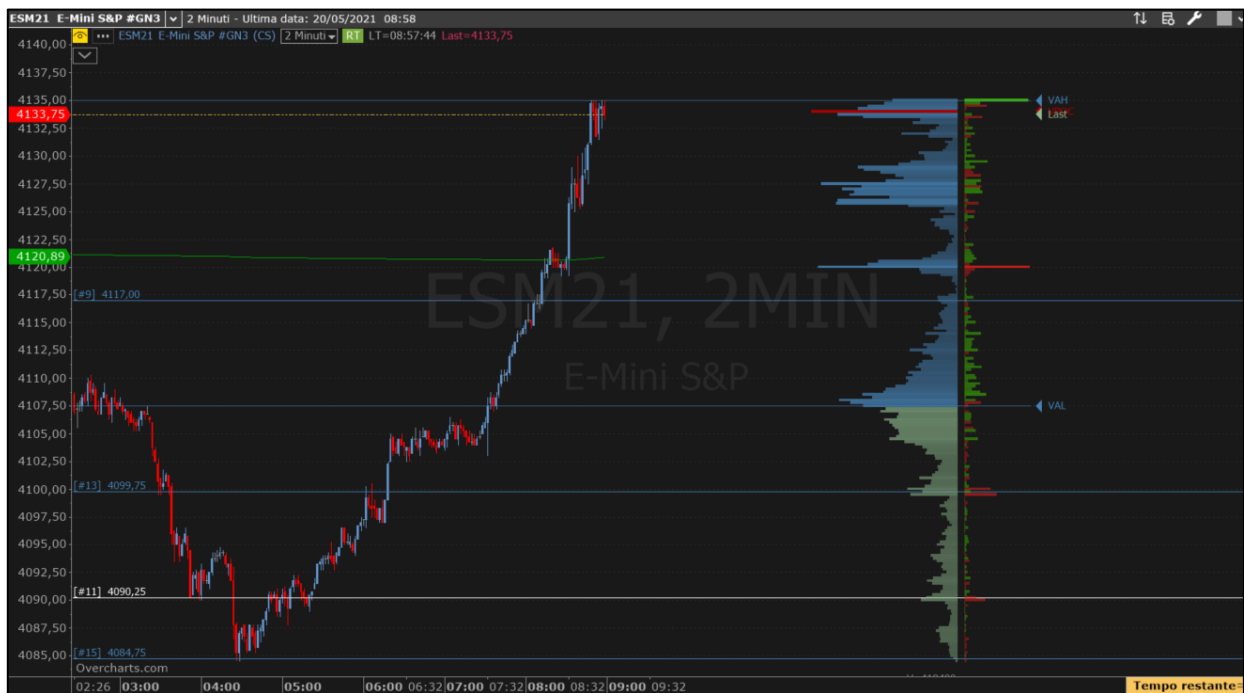 ESM21 E-Mini S&P #GN3 2 Minuti - Ultima data: 20/05/2021 08:58
ESM21 E-Mini S&P #GN3 (CS) 2 Minuti RT LT=08:57:44 Last=4133,75
4140,00
4137,50
4135,00
VAH
4133,75
Last
4132,50
4130,00
4127,50
4125,00
4122,50
4120,89
4120,00
4117,50
[#9] 4117,00
ESM21, 2MIN
4115,00
4112,50
E-Mini S&P
4110,00
4107,50
VAL
4105,00
4102,50
4100,00
[#13] 4099,75
4097,50
4095,00
4092,50
[#11] 4090,25
4090,00
4087,50
4085,00
[#15] 4084,75
Overcharts.com
02:26 03:00 04:00 05:00 06:00 06:32 07:00 07:32 08:00 08:32 09:00 09:32
Tempo restante=